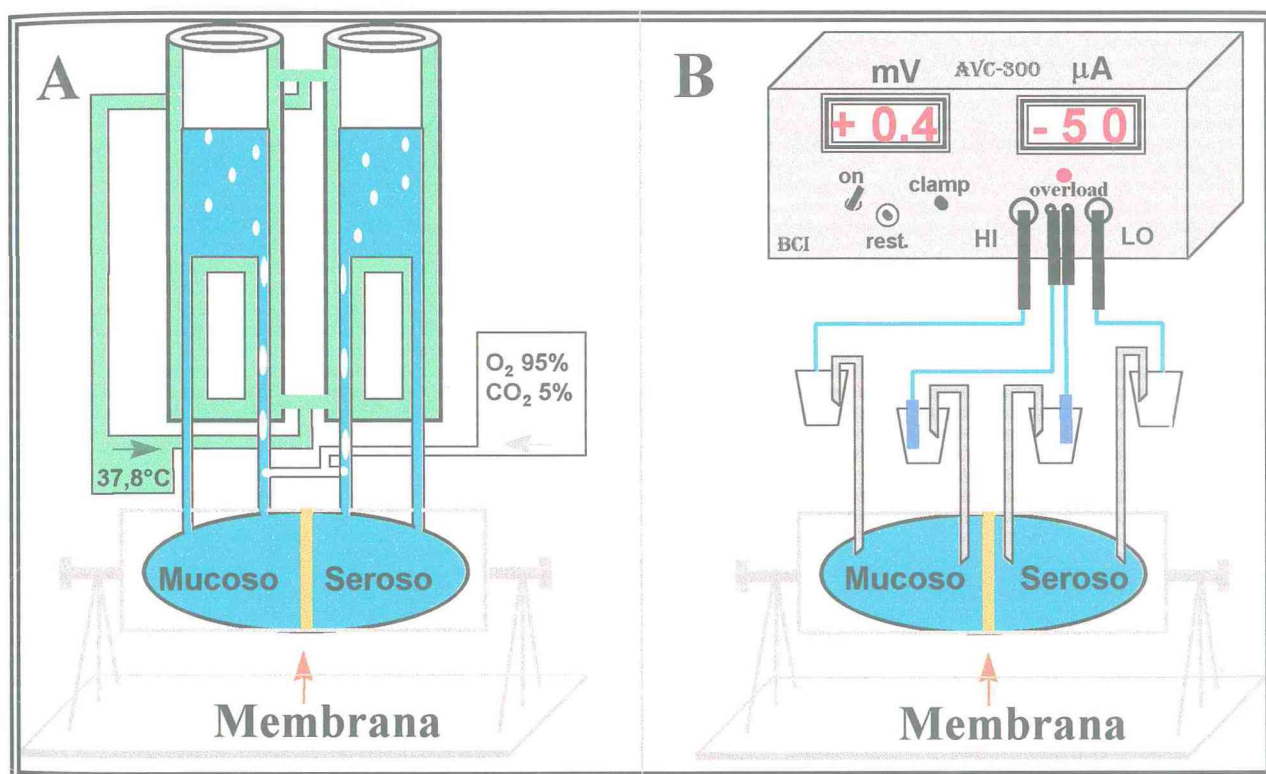 A
O₂ 95%
CO₂ 5%
37,8°C
Mucoso Seroso
Membrana
B
mV AVC-300 µA
+ 0.4 - 5 0
on clamp overload
BCI rest. HI LO
Mucoso Seroso
Membrana